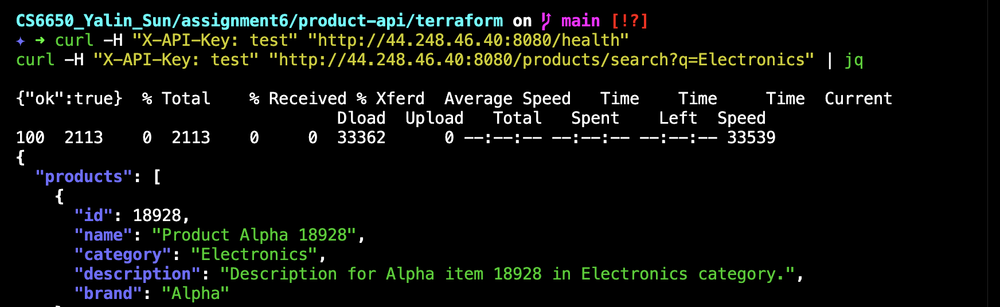 CS6650_Yalin_Sun/assignment6/product-api/terraform on main [!?]
✦ ➜ curl -H "X-API-Key: test" "http://44.248.46.40:8080/health"
curl -H "X-API-Key: test" "http://44.248.46.40:8080/products/search?q=Electronics" | jq
{"ok":true}  % Total    % Received % Xferd  Average Speed   Time    Time     Time  Current
                                 Dload  Upload   Total   Spent    Left  Speed
100  2113    0  2113    0     0  33362      0 --:--:-- --:--:-- --:--:-- 33539
{
  "products": [
    {
      "id": 18928,
      "name": "Product Alpha 18928",
      "category": "Electronics",
      "description": "Description for Alpha item 18928 in Electronics category.",
      "brand": "Alpha"